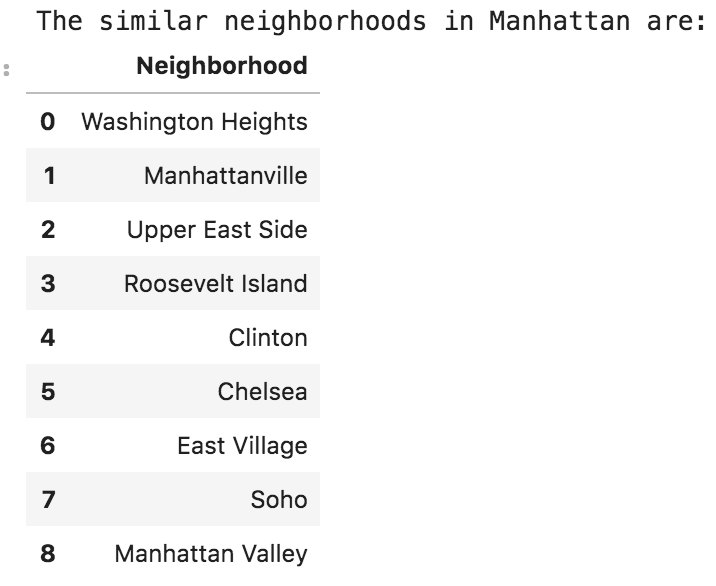 The similar neighborhoods in Manhattan are:
Neighborhood
0 Washington Heights
1 Manhattanville
2 Upper East Side
3 Roosevelt Island
4 Clinton
5 Chelsea
6 East Village
7 Soho
8 Manhattan Valley